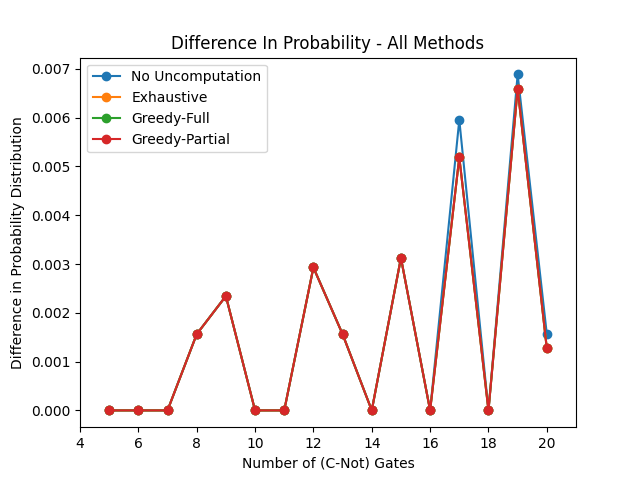 Difference In Probability - All Methods
No Uncomputation
Exhaustive
Greedy-Full
Greedy-Partial
Difference in Probability Distribution
0.007
0.006
0.005
0.004
0.003
0.002
0.001
0.000
4 6 8 10 12 14 16 18 20
Number of (C-Not) Gates